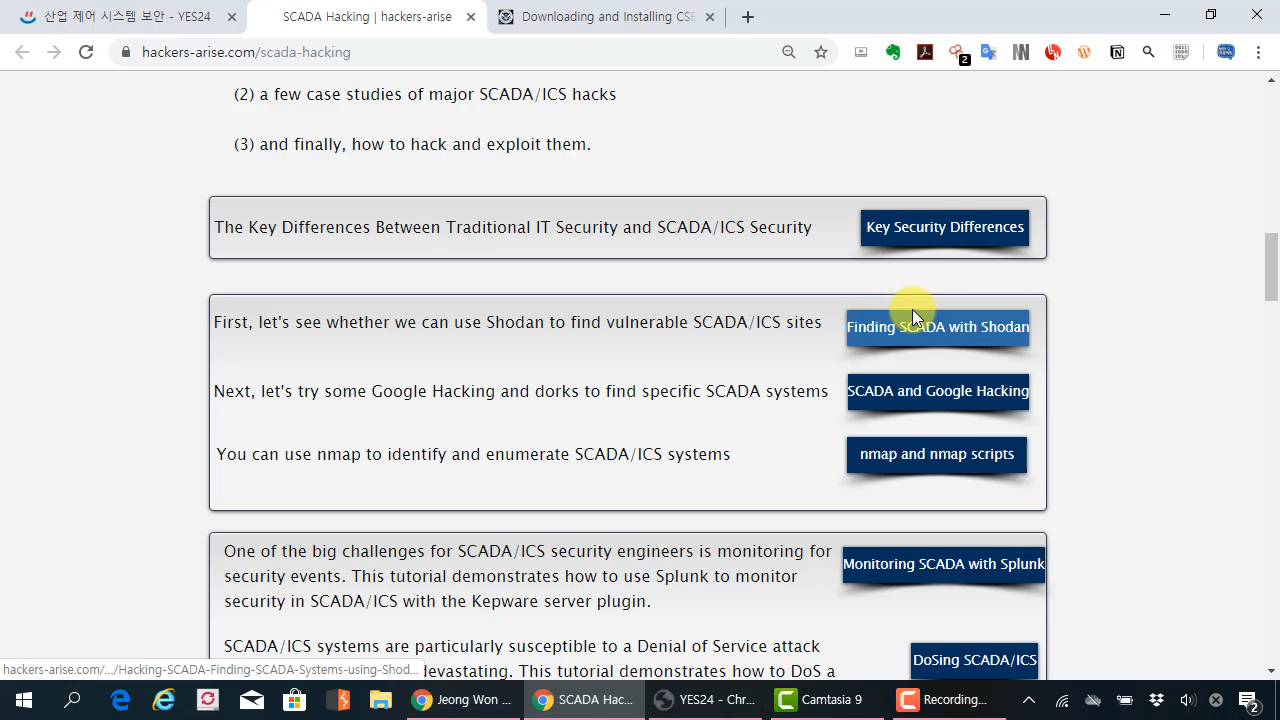 산업 제어 시스템 보안 - YES24
SCADA Hacking | hackers-arise
Downloading and Installing CSE
hackers-arise.com/scada-hacking
2
(2) a few case studies of major SCADA/ICS hacks
(3) and finally, how to hack and exploit them.
The Key Differences Between Traditional IT Security and SCADA/ICS Security
Key Security Differences
First, let's see whether we can use Shodan to find vulnerable SCADA/ICS sites
Finding SCADA with Shodan
Next, let's try some Google Hacking and dorks to find specific SCADA systems
SCADA and Google Hacking
You can use nmap to identify and enumerate SCADA/ICS systems
nmap and nmap scripts
One of the big challenges for SCADA/ICS security engineers is monitoring for
security events. This tutorial demonstrates how to use Splunk to monitor
security in SCADA/ICS with the Kepware server plugin.
Monitoring SCADA with Splunk
SCADA/ICS systems are particularly susceptible to a Denial of Service attack
devastating. This tutorial demonstrates how to DoS a
DoSing SCADA/ICS
hackers-arise.com/.../Hacking-SCADA-Finding-SCADA-Systems-using-Shod...
Jeong Won ...
SCADA Hac...
YES24 - Chr...
Camtasia 9
Recording...
2